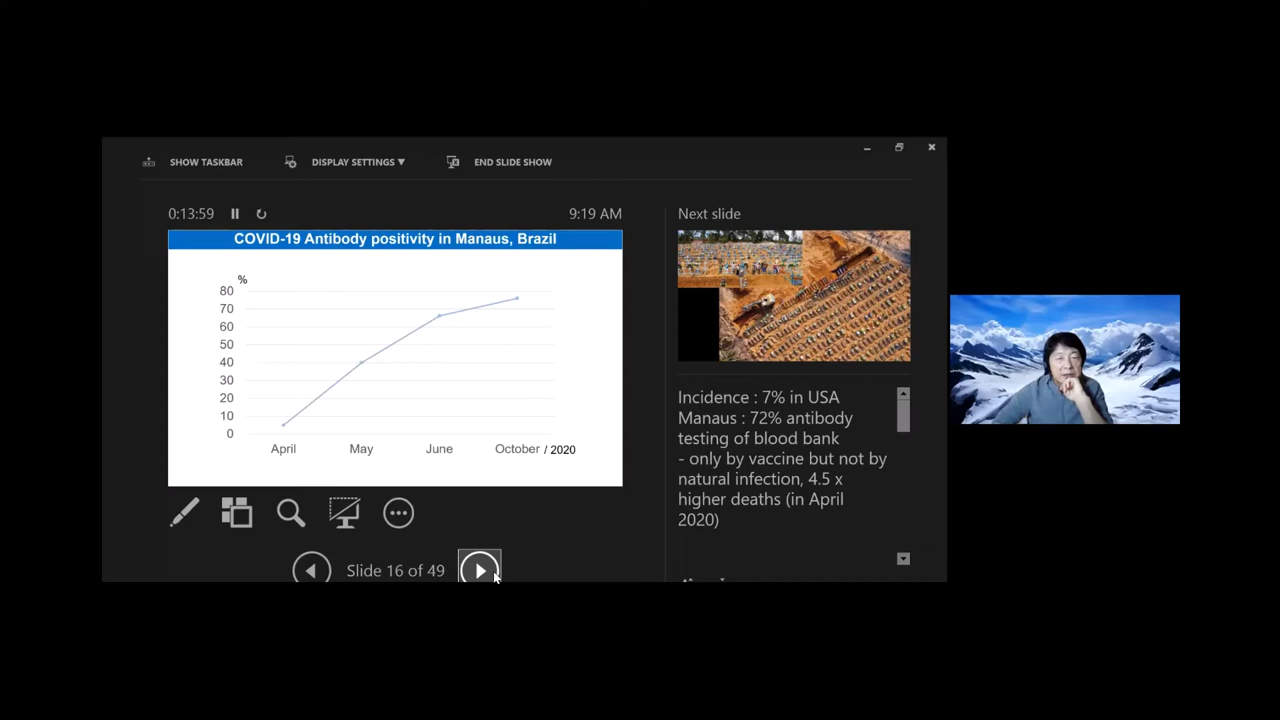 SHOW TASKBAR
DISPLAY SETTINGS ▼
END SLIDE SHOW
0:13:59
9:19 AM
COVID-19 Antibody positivity in Manaus, Brazil
%
80
70
60
50
40
30
20
10
0
April
May
June
October / 2020
Slide 16 of 49
Next slide
Incidence : 7% in USA
Manaus : 72% antibody
testing of blood bank
- only by vaccine but not by
natural infection, 4.5 x
higher deaths (in April
2020)